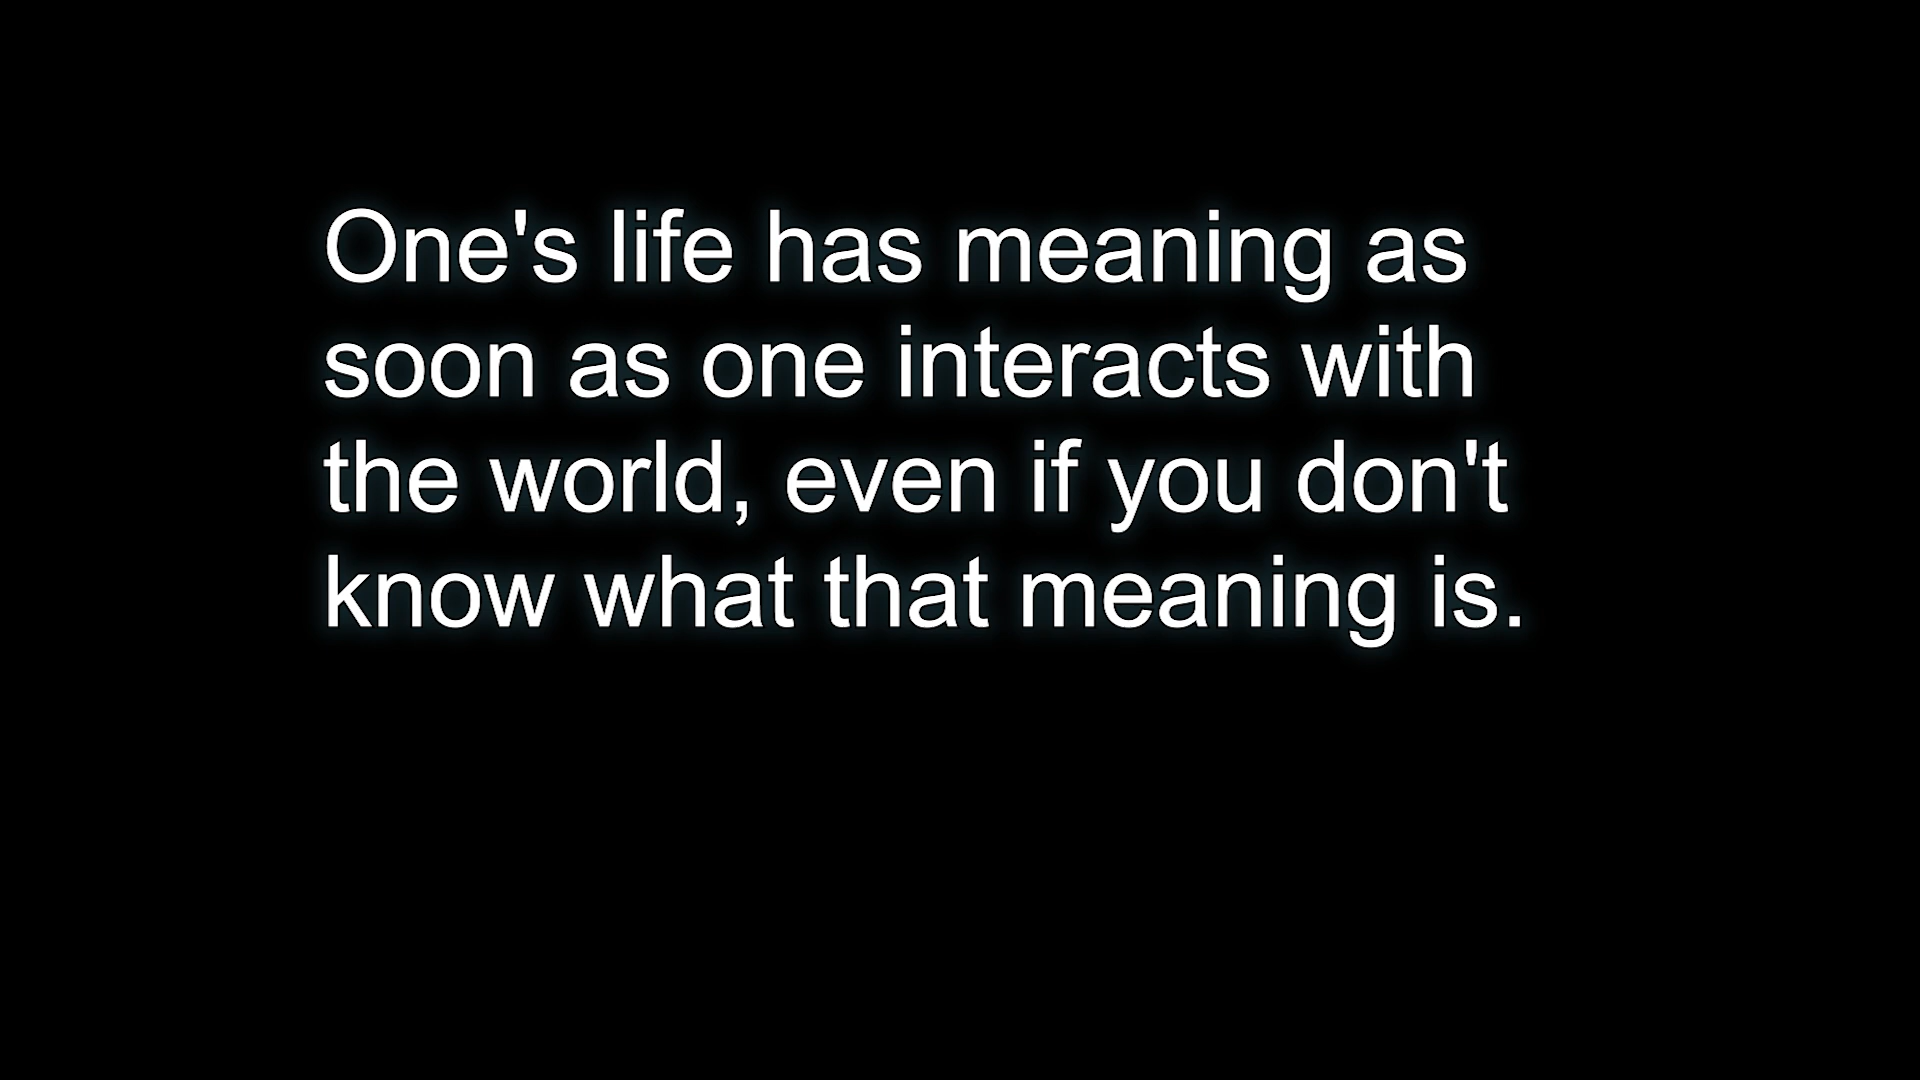 One's life has meaning as
soon as one interacts with
the world, even if you don't
know what that meaning is.